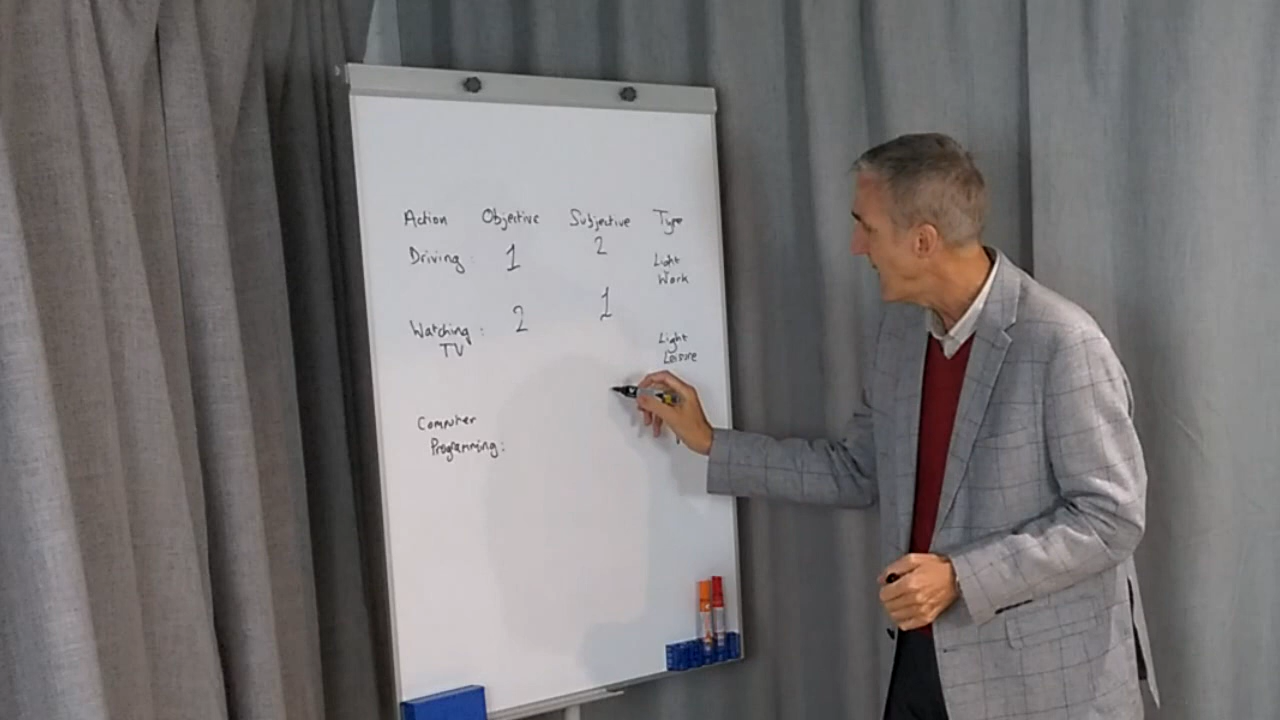 Action Objective Subjective Type
Driving: 1 2 Light
Work
Watching: 2 1 Light
TV Leisure
Computer
Programming: